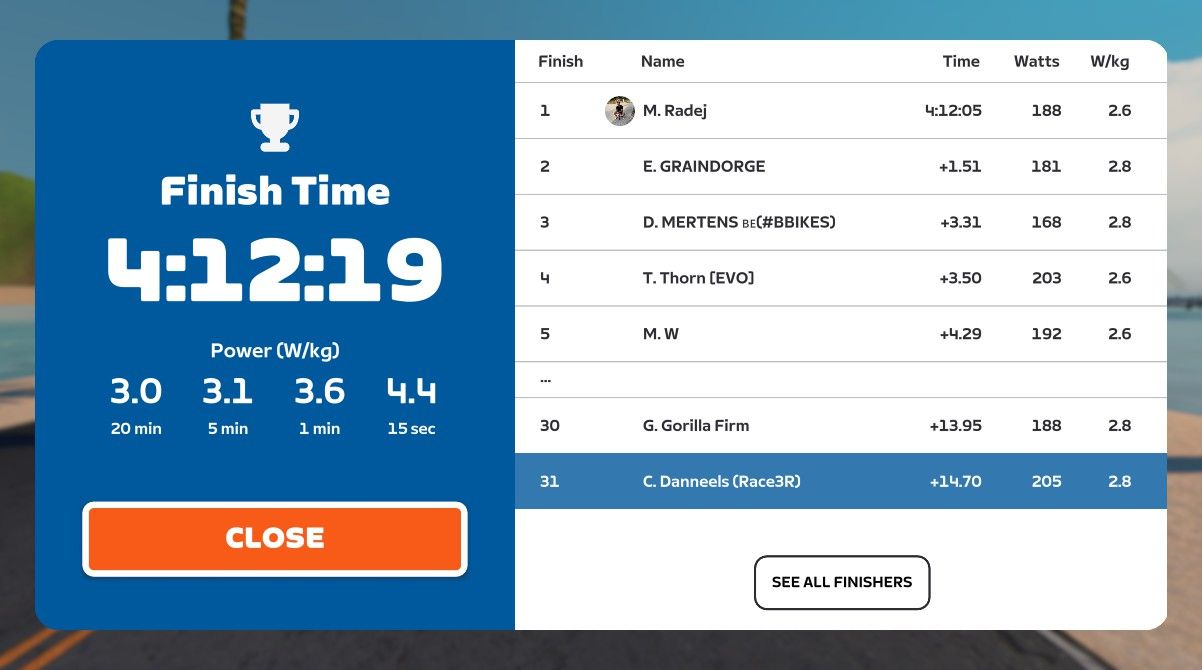 Finish Time
4:12:19
Power (W/kg)
3.0 3.1 3.6 4.4
20 min 5 min 1 min 15 sec
CLOSE
Finish Name Time Watts W/kg
1 M. Radej 4:12:05 188 2.6
2 E. GRAINDORGE +1.51 181 2.8
3 D. MERTENS BE(#BBIKES) +3.31 168 2.8
4 T. Thorn [EVO] +3.50 203 2.6
5 M. W +4.29 192 2.6
...
30 G. Gorilla Firm +13.95 188 2.8
31 C. Danneels (Race3R) +14.70 205 2.8
SEE ALL FINISHERS